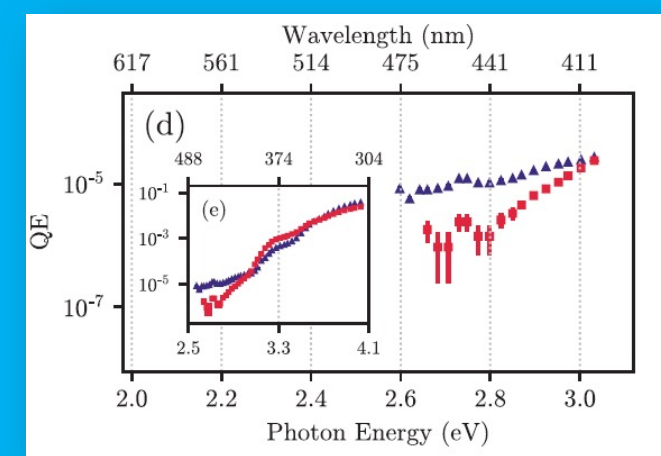 Wavelength (nm)
617 561 514 475 441 411
(d)
488 374 304
10⁻¹
(e)
10⁻³
10⁻⁵
2.5 3.3 4.1
QE
10⁻⁵
10⁻⁷
2.0 2.2 2.4 2.6 2.8 3.0
Photon Energy (eV)